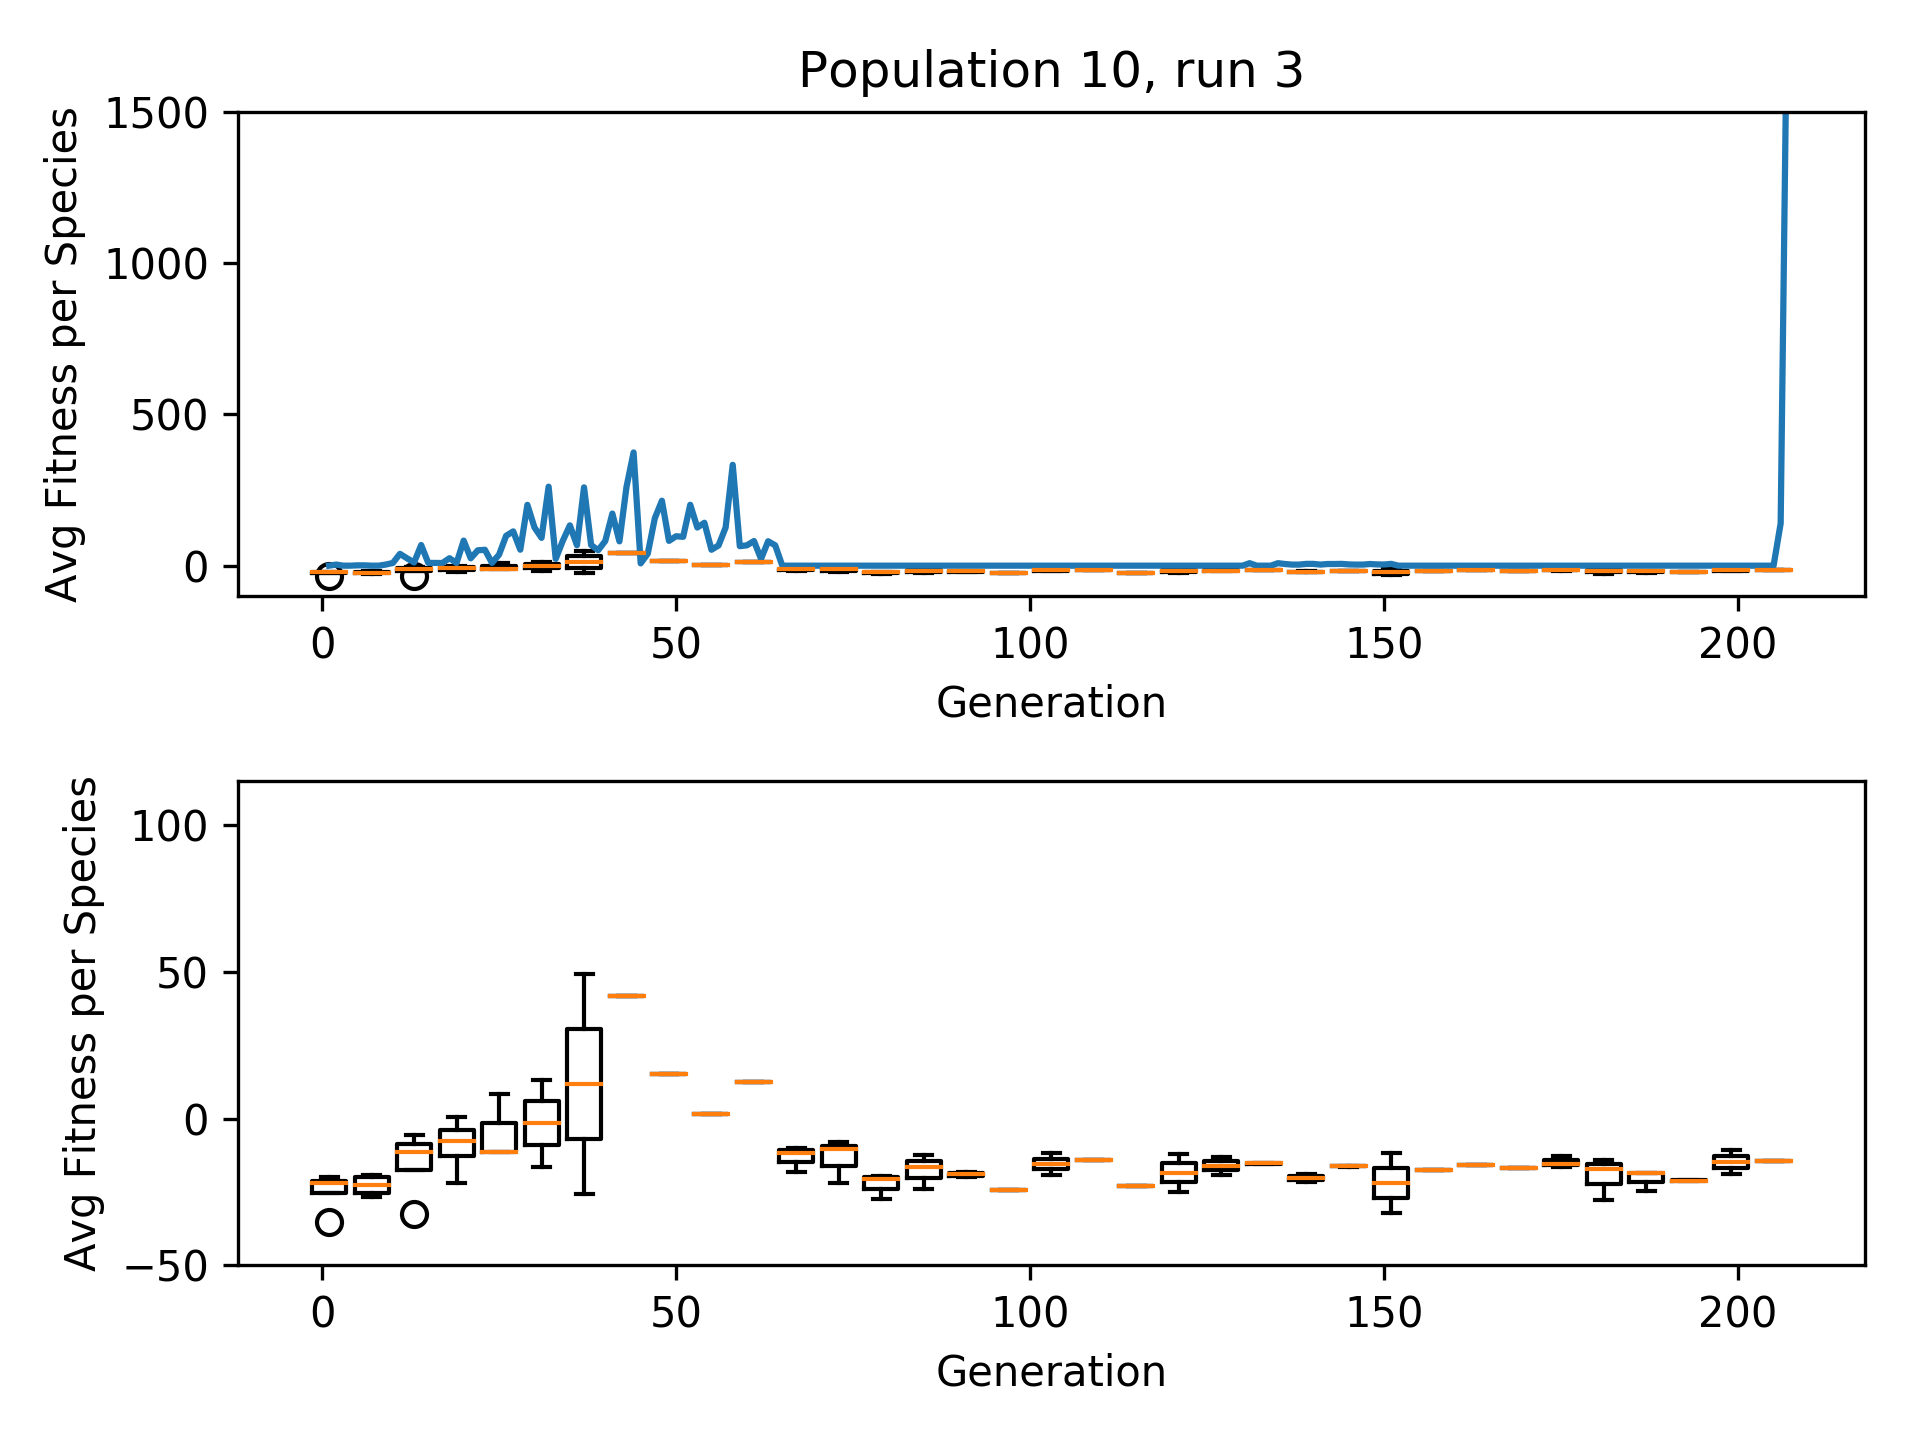 Population 10, run 3
Avg Fitness per Species
1500
1000
500
0
0 50 100 150 200
Generation
Avg Fitness per Species
100
50
0
−50
0 50 100 150 200
Generation